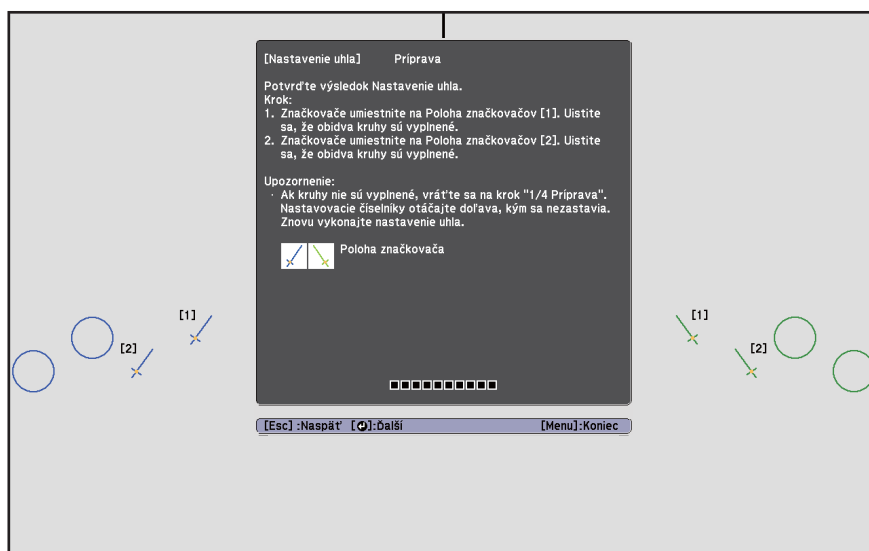 [Nastavenie uhla] Príprava
Potvrďte výsledok Nastavenie uhla.
Krok:
1. Značkovače umiestnite na Poloha značkovačov [1]. Uistite
sa, že obidva kruhy sú vyplnené.
2. Značkovače umiestnite na Poloha značkovačov [2]. Uistite
sa, že obidva kruhy sú vyplnené.
Upozornenie:
· Ak kruhy nie sú vyplnené, vráťte sa na krok "1/4 Príprava".
Nastavovacie číselníky otáčajte doľava, kým sa nezastavia.
Znovu vykonajte nastavenie uhla.
Poloha značkovača
[1] [1]
[2] [2]
[Esc] :Naspäť [⏎]:Ďalší [Menu]:Koniec